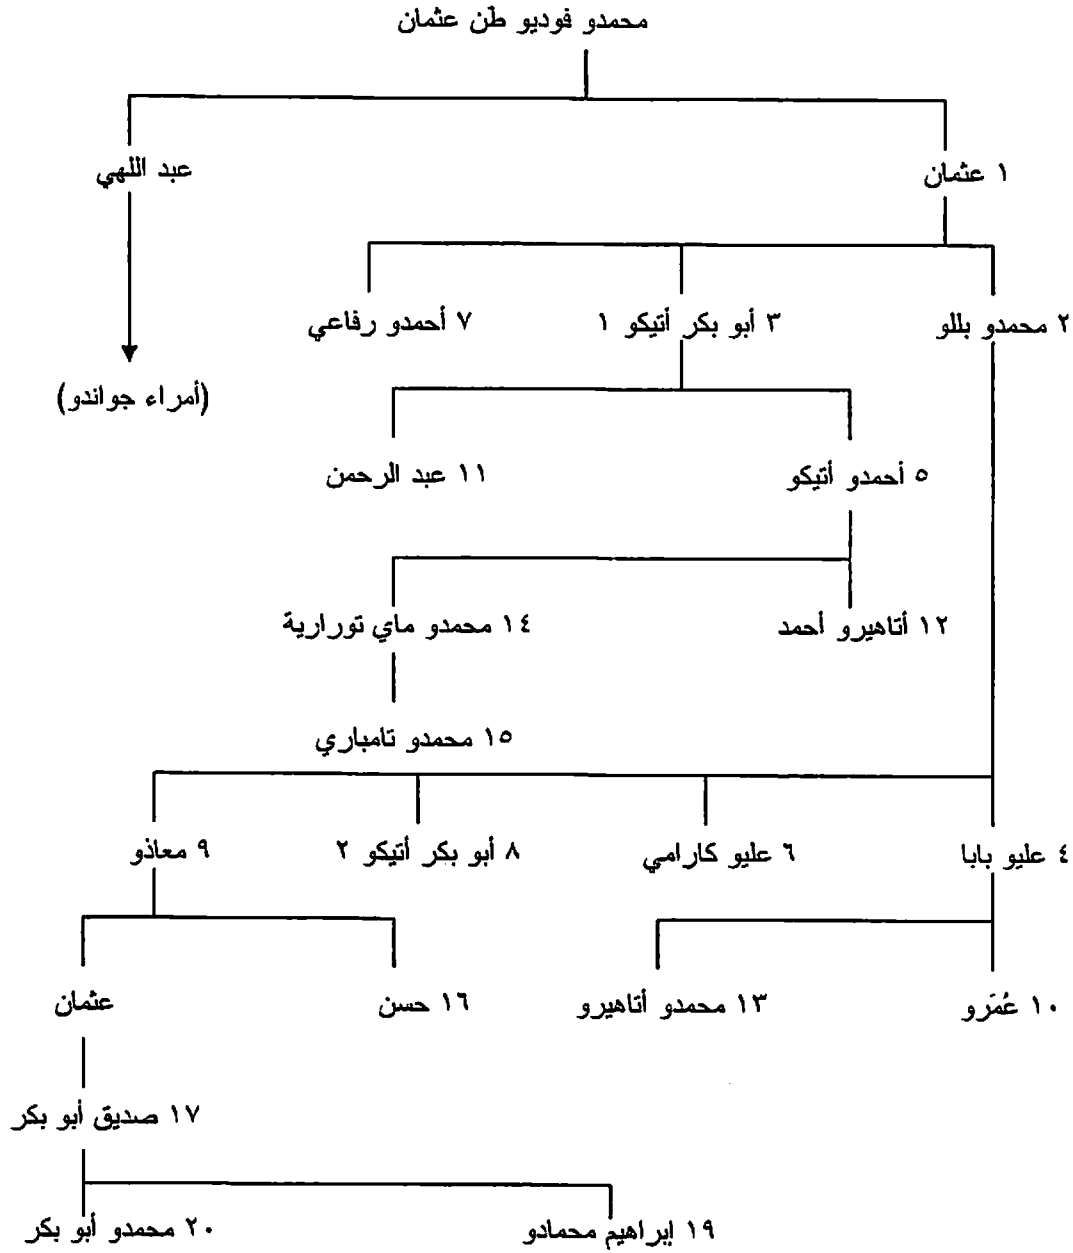 محمدو فوديو طن عثمان
١ عثمان
عبد اللهي
٢ محمدو بللو
٣ أبو بكر أتيكو ١
٧ أحمدو رفاعي
(أمراء جواندو)
٥ أحمدو أتيكو
١١ عبد الرحمن
١٢ أتاهيرو أحمد
١٤ محمدو ماي تورارية
١٥ محمدو تامباري
٤ عليو بابا
٦ عليو كارامي
٨ أبو بكر أتيكو ٢
٩ معاذو
١٠ عُمَرو
١٣ محمدو أتاهيرو
١٦ حسن
عثمان
١٧ صديق أبو بكر
١٩ إبراهيم محمادو
٢٠ محمدو أبو بكر